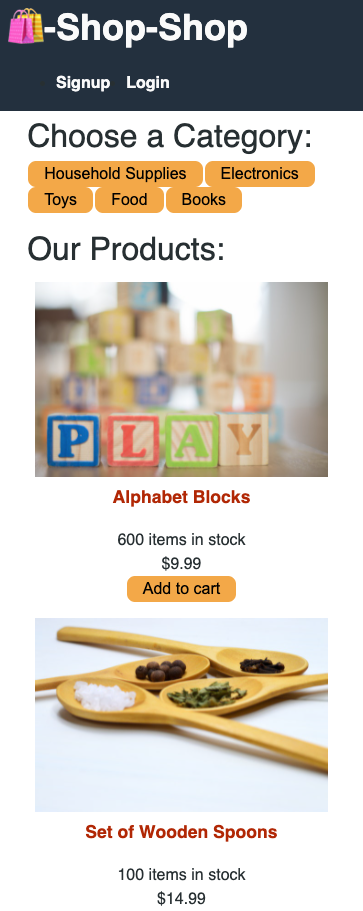 -Shop-Shop
Signup Login
Choose a Category:
Household Supplies Electronics
Toys Food Books
Our Products:
PLAY
Alphabet Blocks
600 items in stock
$9.99
Add to cart
Set of Wooden Spoons
100 items in stock
$14.99